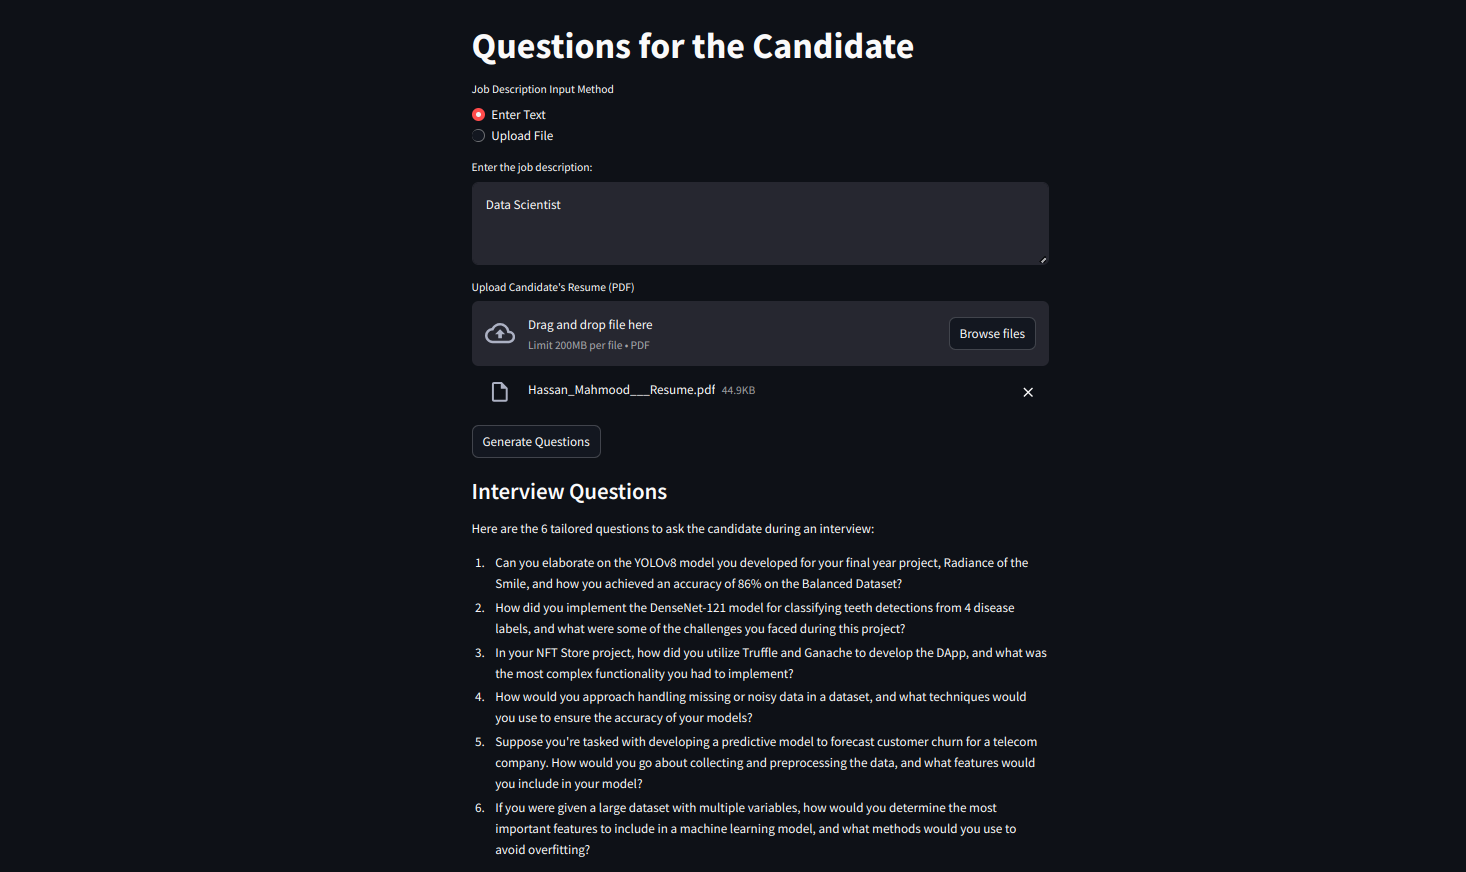 Questions for the Candidate
Job Description Input Method
Enter Text
Upload File
Enter the job description:
Data Scientist
Upload Candidate's Resume (PDF)
Drag and drop file here
Limit 200MB per file • PDF
Browse files
Hassan_Mahmood___Resume.pdf 44.9KB
Generate Questions
Interview Questions
Here are the 6 tailored questions to ask the candidate during an interview:
1. Can you elaborate on the YOLOv8 model you developed for your final year project, Radiance of the
Smile, and how you achieved an accuracy of 86% on the Balanced Dataset?
2. How did you implement the DenseNet-121 model for classifying teeth detections from 4 disease
labels, and what were some of the challenges you faced during this project?
3. In your NFT Store project, how did you utilize Truffle and Ganache to develop the DApp, and what was
the most complex functionality you had to implement?
4. How would you approach handling missing or noisy data in a dataset, and what techniques would
you use to ensure the accuracy of your models?
5. Suppose you're tasked with developing a predictive model to forecast customer churn for a telecom
company. How would you go about collecting and preprocessing the data, and what features would
you include in your model?
6. If you were given a large dataset with multiple variables, how would you determine the most
important features to include in a machine learning model, and what methods would you use to
avoid overfitting?